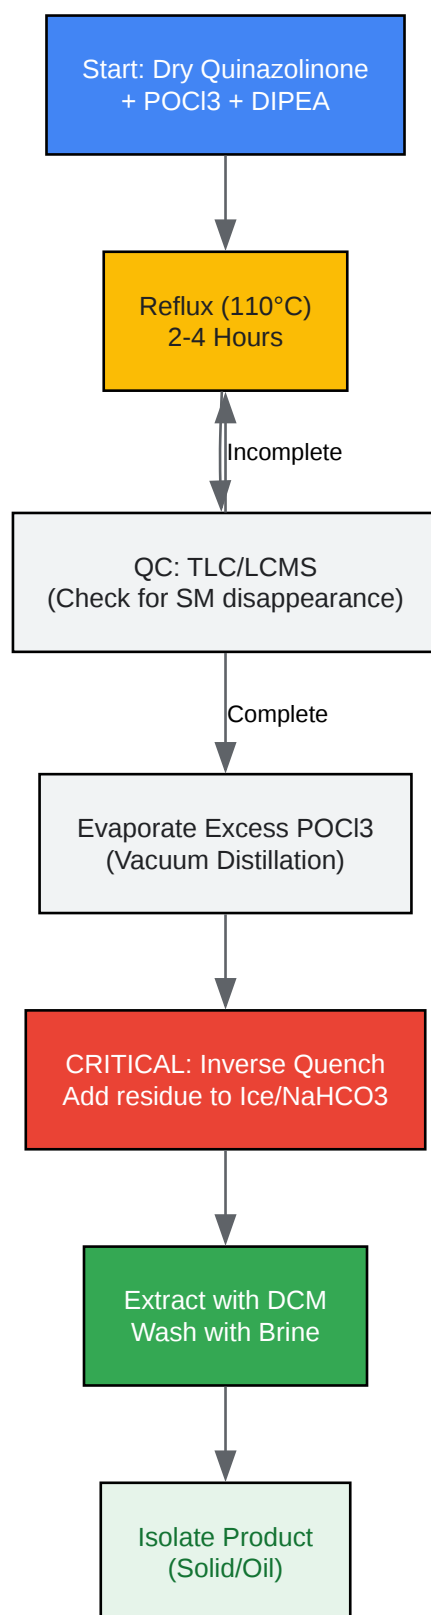 Start: Dry Quinazolinone
+ POCl3 + DIPEA
Reflux (110°C)
2-4 Hours
Incomplete
QC: TLC/LCMS
(Check for SM disappearance)
Complete
Evaporate Excess POCl3
(Vacuum Distillation)
CRITICAL: Inverse Quench
Add residue to Ice/NaHCO3
Extract with DCM
Wash with Brine
Isolate Product
(Solid/Oil)